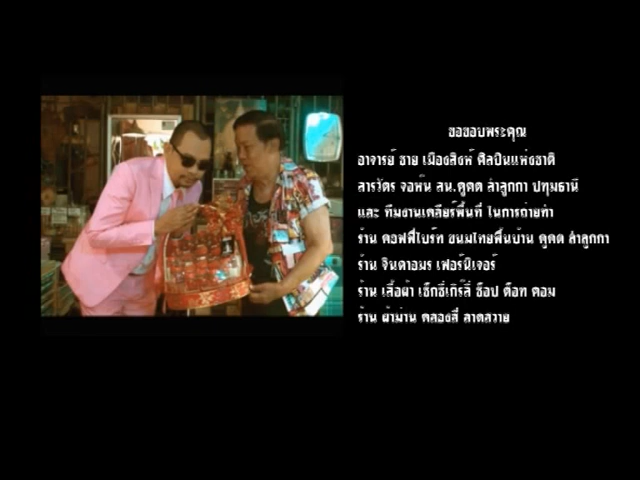 ขอขอบพระคุณ
อาจารย์ ชาย เมืองสิงห์ ศิลปินแห่งชาติ
สารวัตร จอห์น สน.คูคต ลำลูกกา ปทุมธานี
และ ทีมงานเคลียร์พื้นที่ ในการถ่ายทำ
ร้าน คอฟฟี่ไบร์ท ขนมไทยพื้นบ้าน คูคต ลำลูกกา
ร้าน จินดาอมร เฟอร์นิเจอร์
ร้าน เสื้อผ้า เซ็กซี่เกิร์ลี่ ช็อป ด็อท คอม
ร้าน ผ้าม่าน คลองสี่ ลาดสวาย